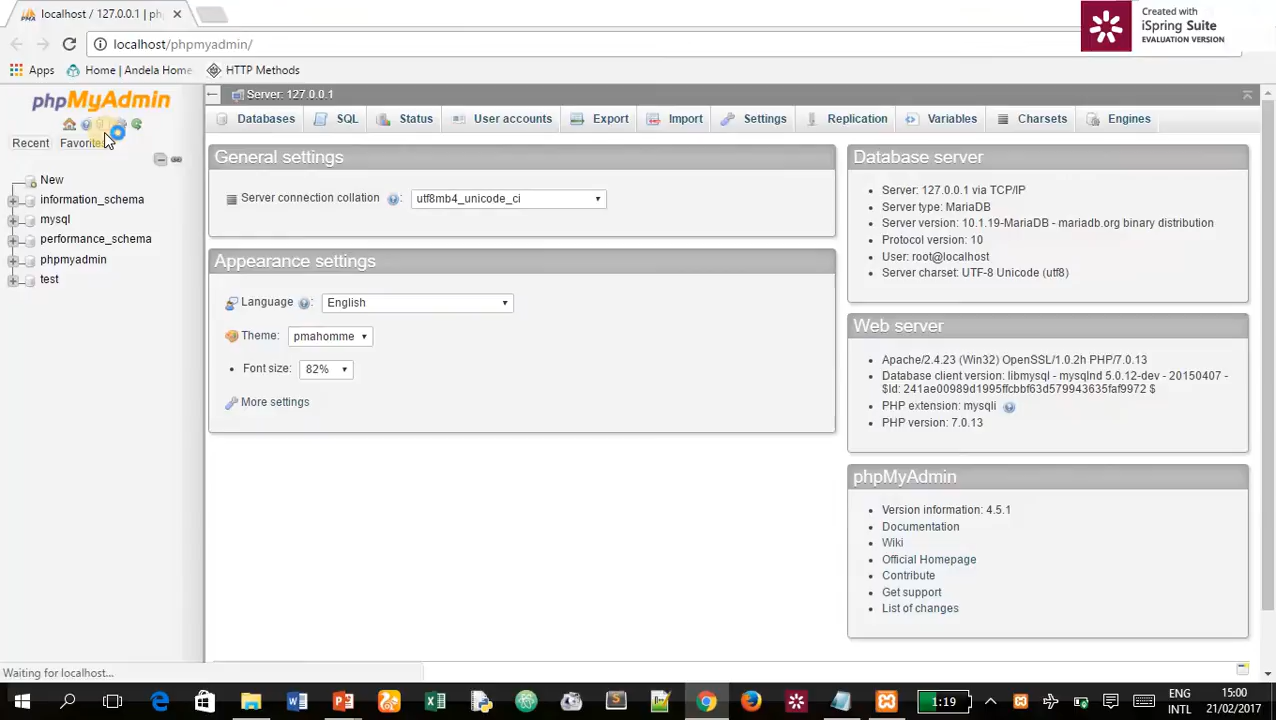 localhost / 127.0.0.1 | ph
Created with
iSpring Suite
EVALUATION VERSION
localhost/phpmyadmin/
Apps
Home | Andela Home
HTTP Methods
phpMyAdmin
Recent
Favorites
New
information_schema
mysql
performance_schema
phpmyadmin
test
Server: 127.0.0.1
Databases
SQL
Status
User accounts
Export
Import
Settings
Replication
Variables
Charsets
Engines
General settings
Server connection collation : utf8mb4_unicode_ci
Appearance settings
Language : English
Theme: pmahomme
Font size: 82%
More settings
Database server
Server: 127.0.0.1 via TCP/IP
Server type: MariaDB
Server version: 10.1.19-MariaDB - mariadb.org binary distribution
Protocol version: 10
User: root@localhost
Server charset: UTF-8 Unicode (utf8)
Web server
Apache/2.4.23 (Win32) OpenSSL/1.0.2h PHP/7.0.13
Database client version: libmysql - mysqlnd 5.0.12-dev - 20150407 -
$Id: 241ae00989d1995ffcbbf63d579943635faf9972 $
PHP extension: mysqli
PHP version: 7.0.13
phpMyAdmin
Version information: 4.5.1
Documentation
Wiki
Official Homepage
Contribute
Get support
List of changes
Waiting for localhost...
1:19
ENG
INTL
15:00
21/02/2017